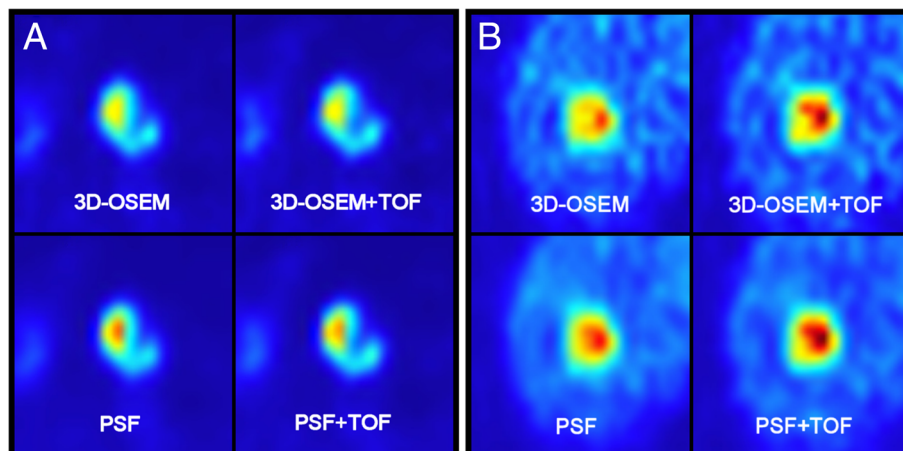 A
B
3D-OSEM
3D-OSEM+TOF
3D-OSEM
3D-OSEM+TOF
PSF
PSF+TOF
PSF
PSF+TOF